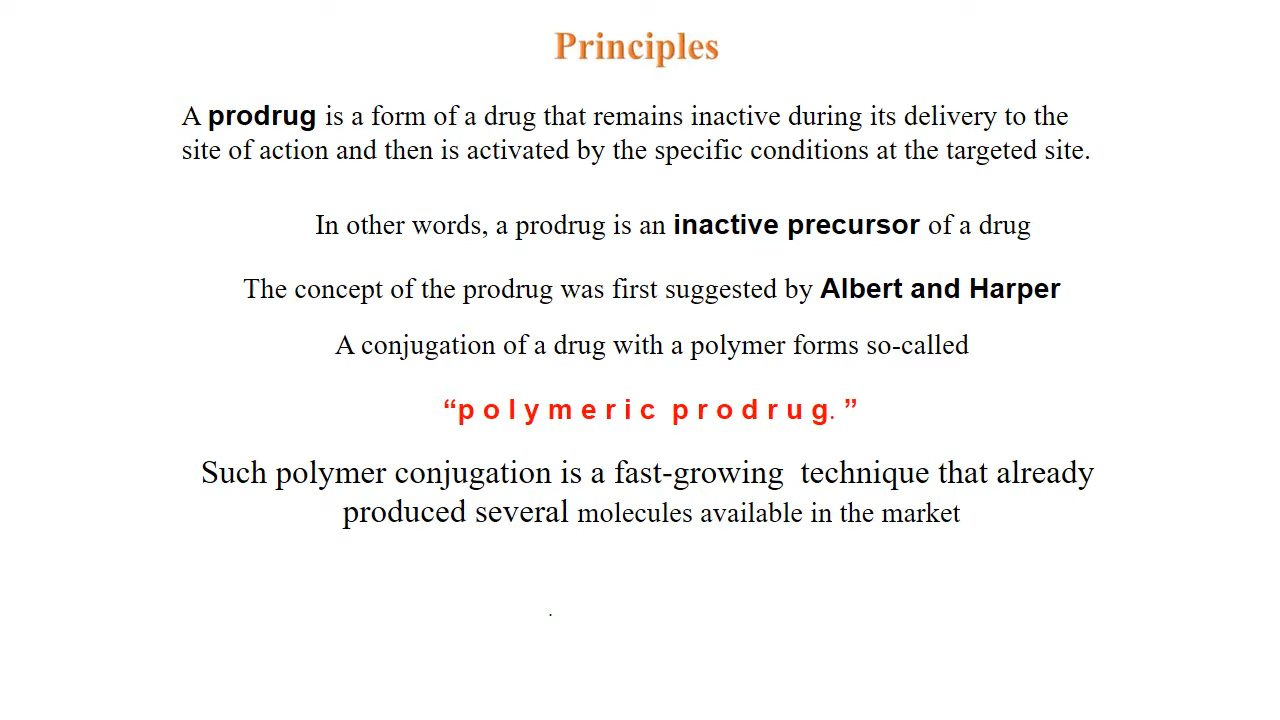 Principles
A prodrug is a form of a drug that remains inactive during its delivery to the
site of action and then is activated by the specific conditions at the targeted site.
In other words, a prodrug is an inactive precursor of a drug
The concept of the prodrug was first suggested by Albert and Harper
A conjugation of a drug with a polymer forms so-called
“p o l y m e r i c  p r o d r u g. ”
Such polymer conjugation is a fast-growing  technique that already
produced several molecules available in the market
.